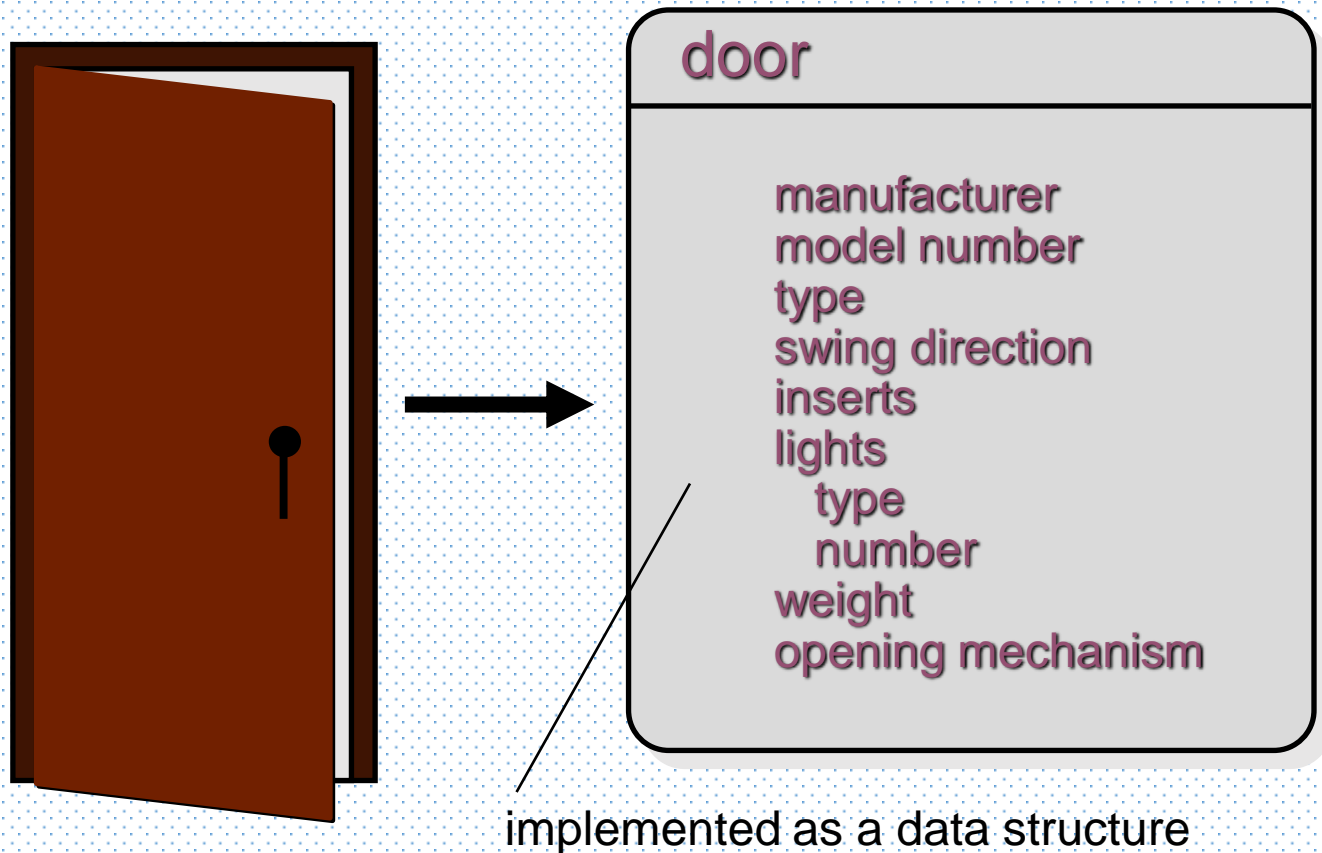 door
manufacturer
model number
type
swing direction
inserts
lights
type
number
weight
opening mechanism
implemented as a data structure